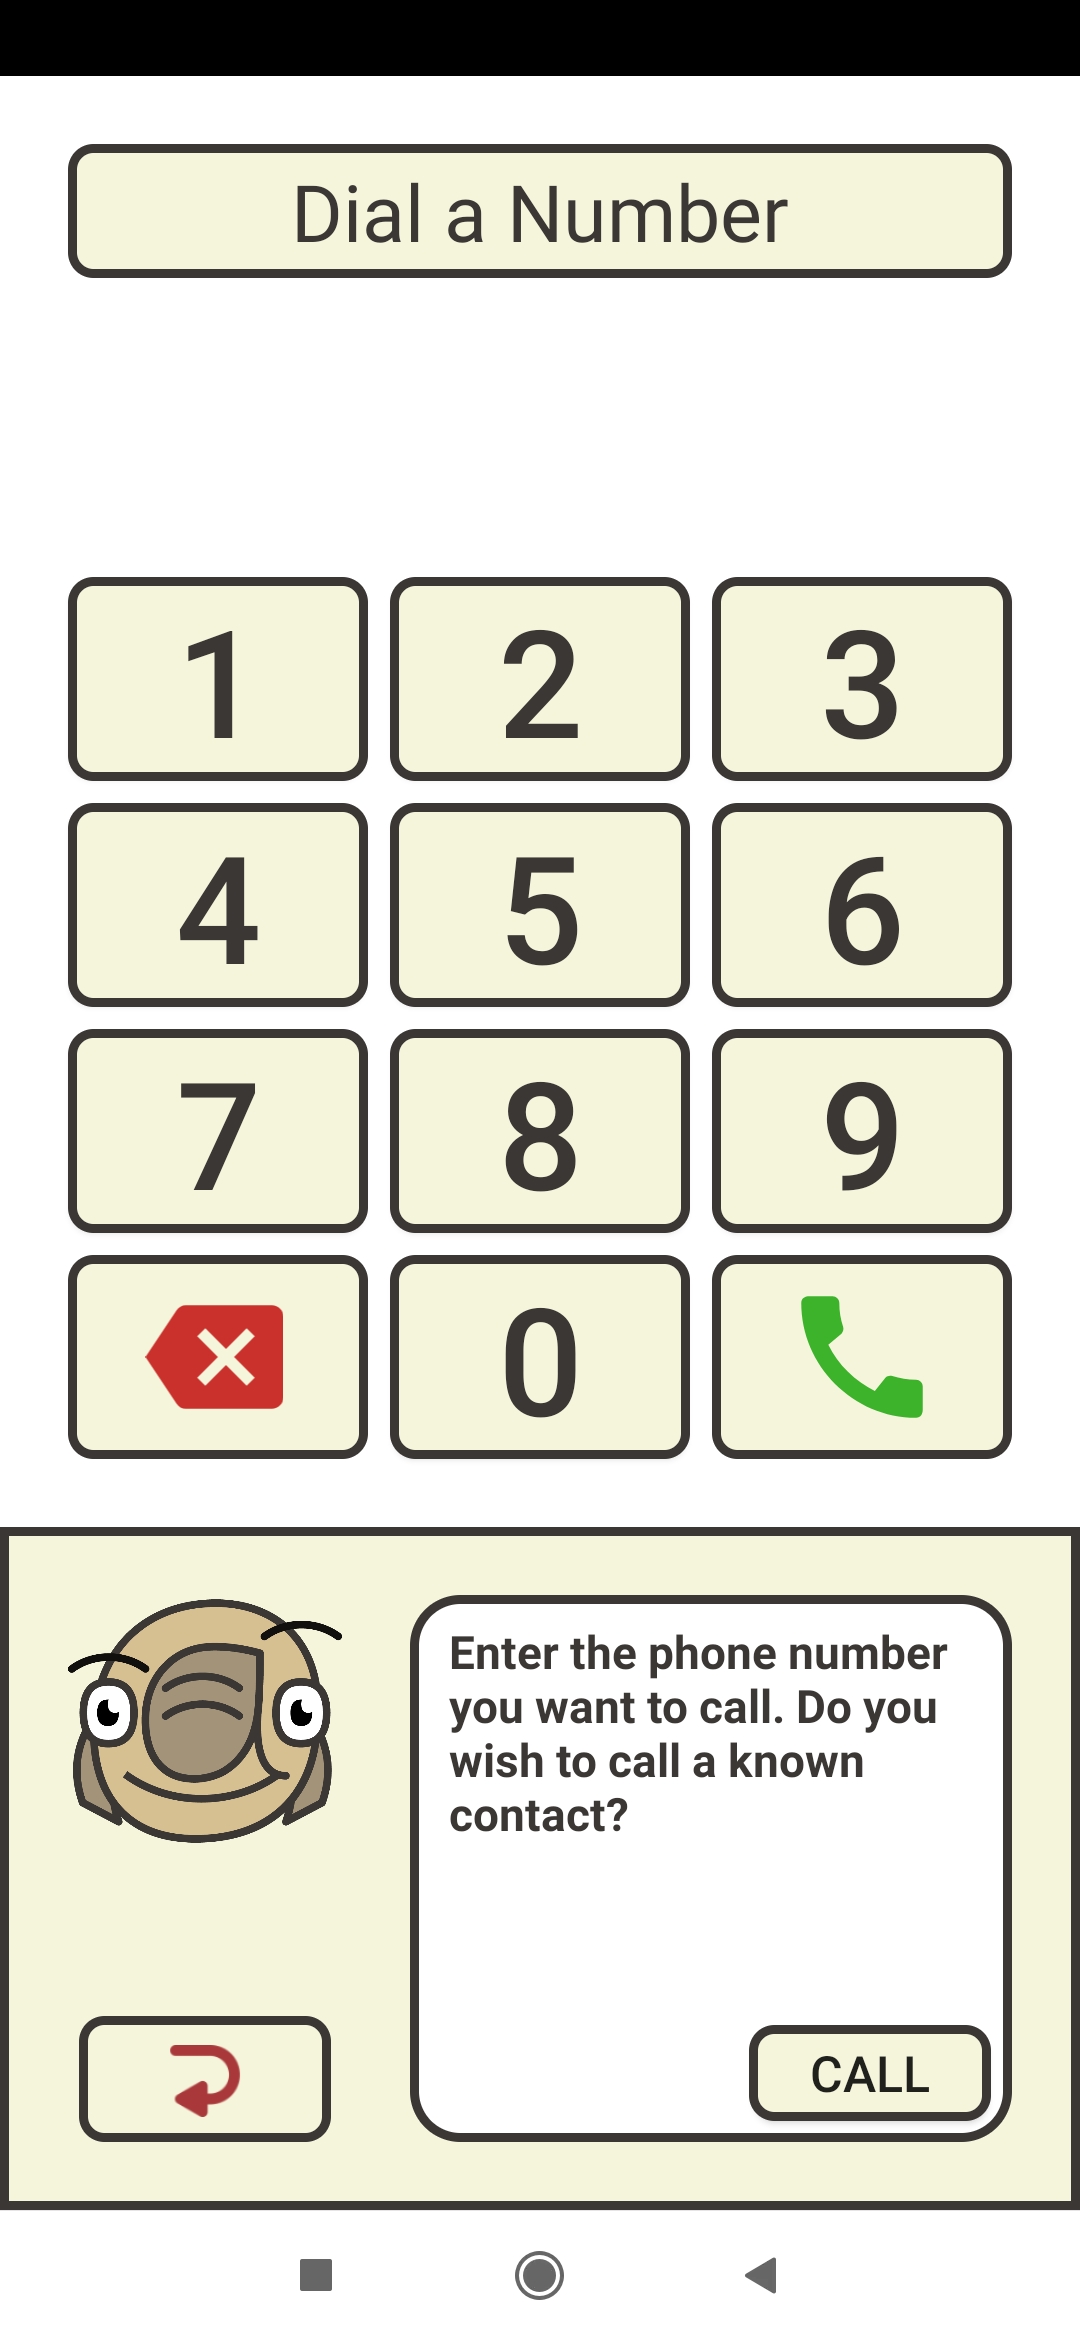 Dial a Number
1 2 3
4 5 6
7 8 9
0
Enter the phone number
you want to call. Do you
wish to call a known
contact?
CALL